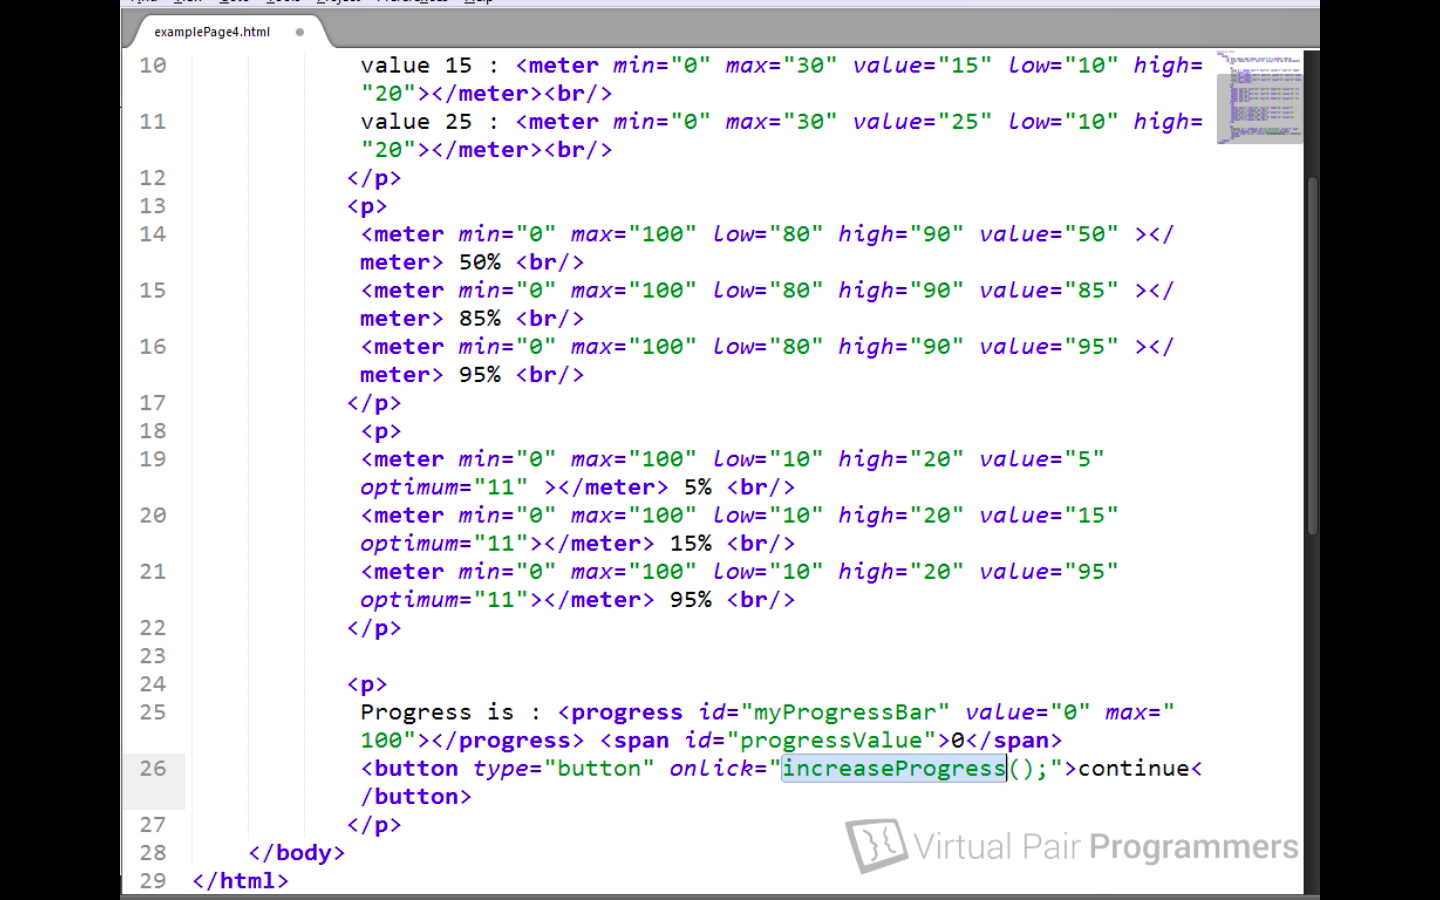 examplePage4.html
10 value 15 : <meter min="0" max="30" value="15" low="10" high=
"20"></meter><br/>
11 value 25 : <meter min="0" max="30" value="25" low="10" high=
"20"></meter><br/>
12 </p>
13 <p>
14 <meter min="0" max="100" low="80" high="90" value="50" ></
meter> 50% <br/>
15 <meter min="0" max="100" low="80" high="90" value="85" ></
meter> 85% <br/>
16 <meter min="0" max="100" low="80" high="90" value="95" ></
meter> 95% <br/>
17 </p>
18 <p>
19 <meter min="0" max="100" low="10" high="20" value="5"
optimum="11" ></meter> 5% <br/>
20 <meter min="0" max="100" low="10" high="20" value="15"
optimum="11"></meter> 15% <br/>
21 <meter min="0" max="100" low="10" high="20" value="95"
optimum="11"></meter> 95% <br/>
22 </p>
23
24 <p>
25 Progress is : <progress id="myProgressBar" value="0" max="
100"></progress> <span id="progressValue">0</span>
26 <button type="button" onlick="increaseProgress();">continue<
/button>
27 </p>
28 </body>
29 </html>
Virtual Pair Programmers